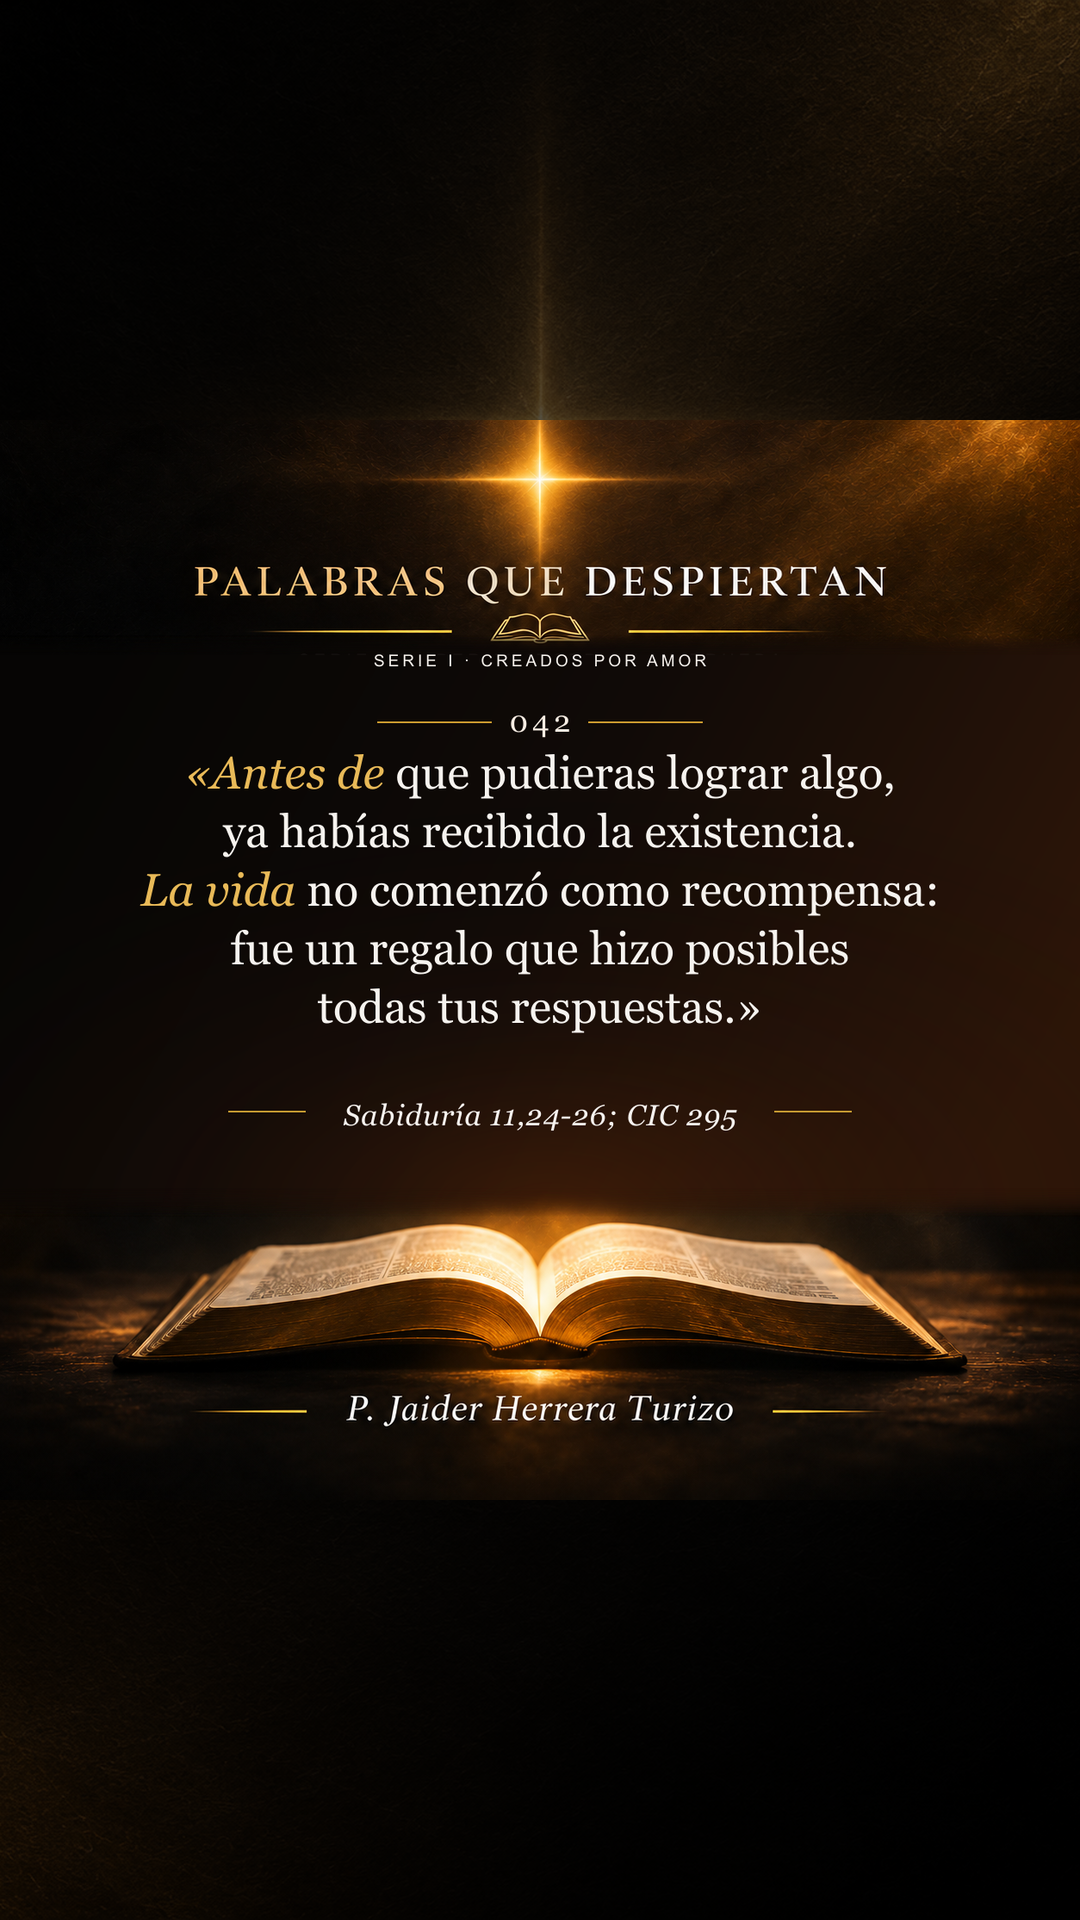 PALABRAS QUE DESPIERTAN
SERIE I · CREADOS POR AMOR
042
«Antes de que pudieras lograr algo,
ya habías recibido la existencia.
La vida no comenzó como recompensa:
fue un regalo que hizo posibles
todas tus respuestas.»
Sabiduría 11,24-26; CIC 295
P. Jaider Herrera Turizo